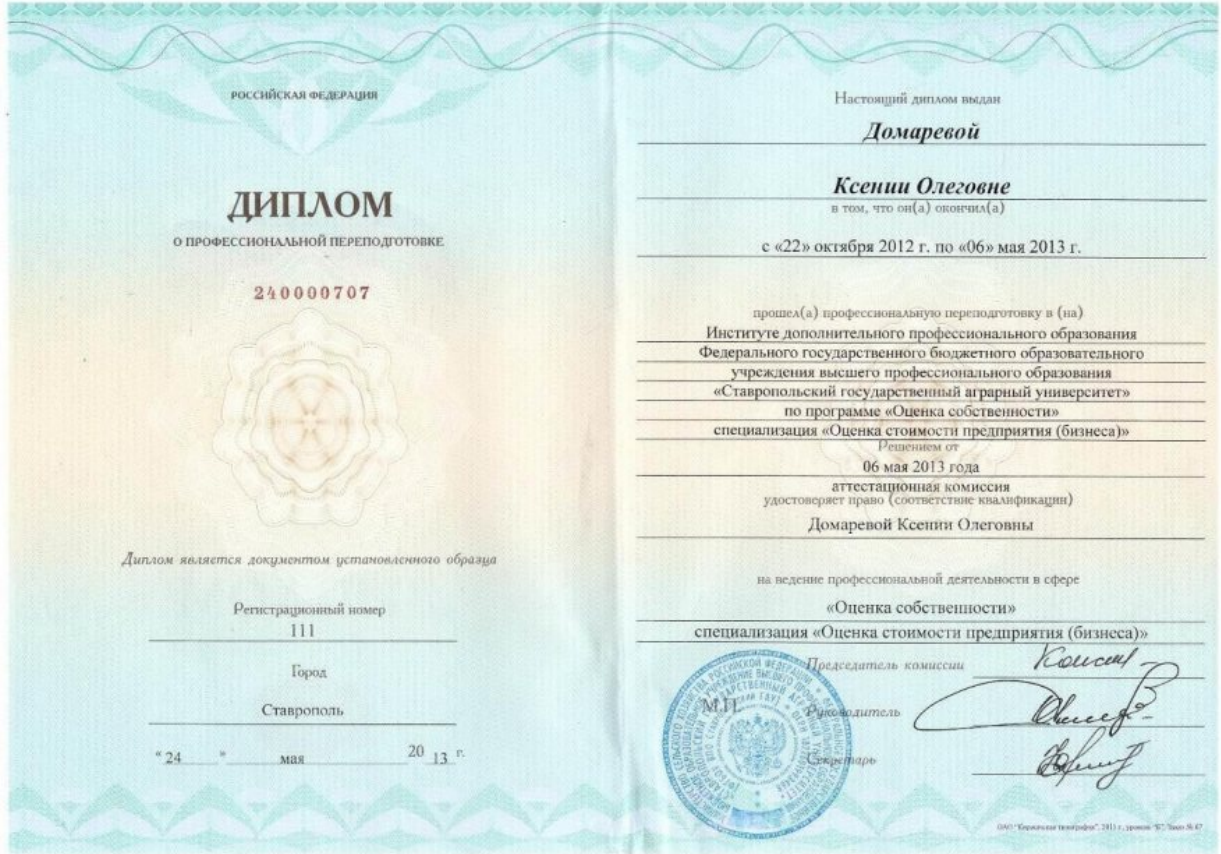 РОССИЙСКАЯ ФЕДЕРАЦИЯ
ДИПЛОМ
О ПРОФЕССИОНАЛЬНОЙ ПЕРЕПОДГОТОВКЕ
240000707
Диплом является документом установленного образца
Регистрационный номер
111
Город
Ставрополь
" 24 " мая 20 13 г.
Настоящий диплом выдан
Домаревой
Ксении Олеговне
в том, что он(а) окончил(а)
с «22» октября 2012 г. по «06» мая 2013 г.
прошел(а) профессиональную переподготовку в (на)
Институте дополнительного профессионального образования
Федерального государственного бюджетного образовательного
учреждения высшего профессионального образования
«Ставропольский государственный аграрный университет»
по программе «Оценка собственности»
специализация «Оценка стоимости предприятия (бизнеса)»
Решением от
06 мая 2013 года
аттестационная комиссия
удостоверяет право (соответствие квалификации)
Домаревой Ксении Олеговны
на ведение профессиональной деятельности в сфере
«Оценка собственности»
специализация «Оценка стоимости предприятия (бизнеса)»
Председатель комиссии
М.П.
Руководитель
Секретарь